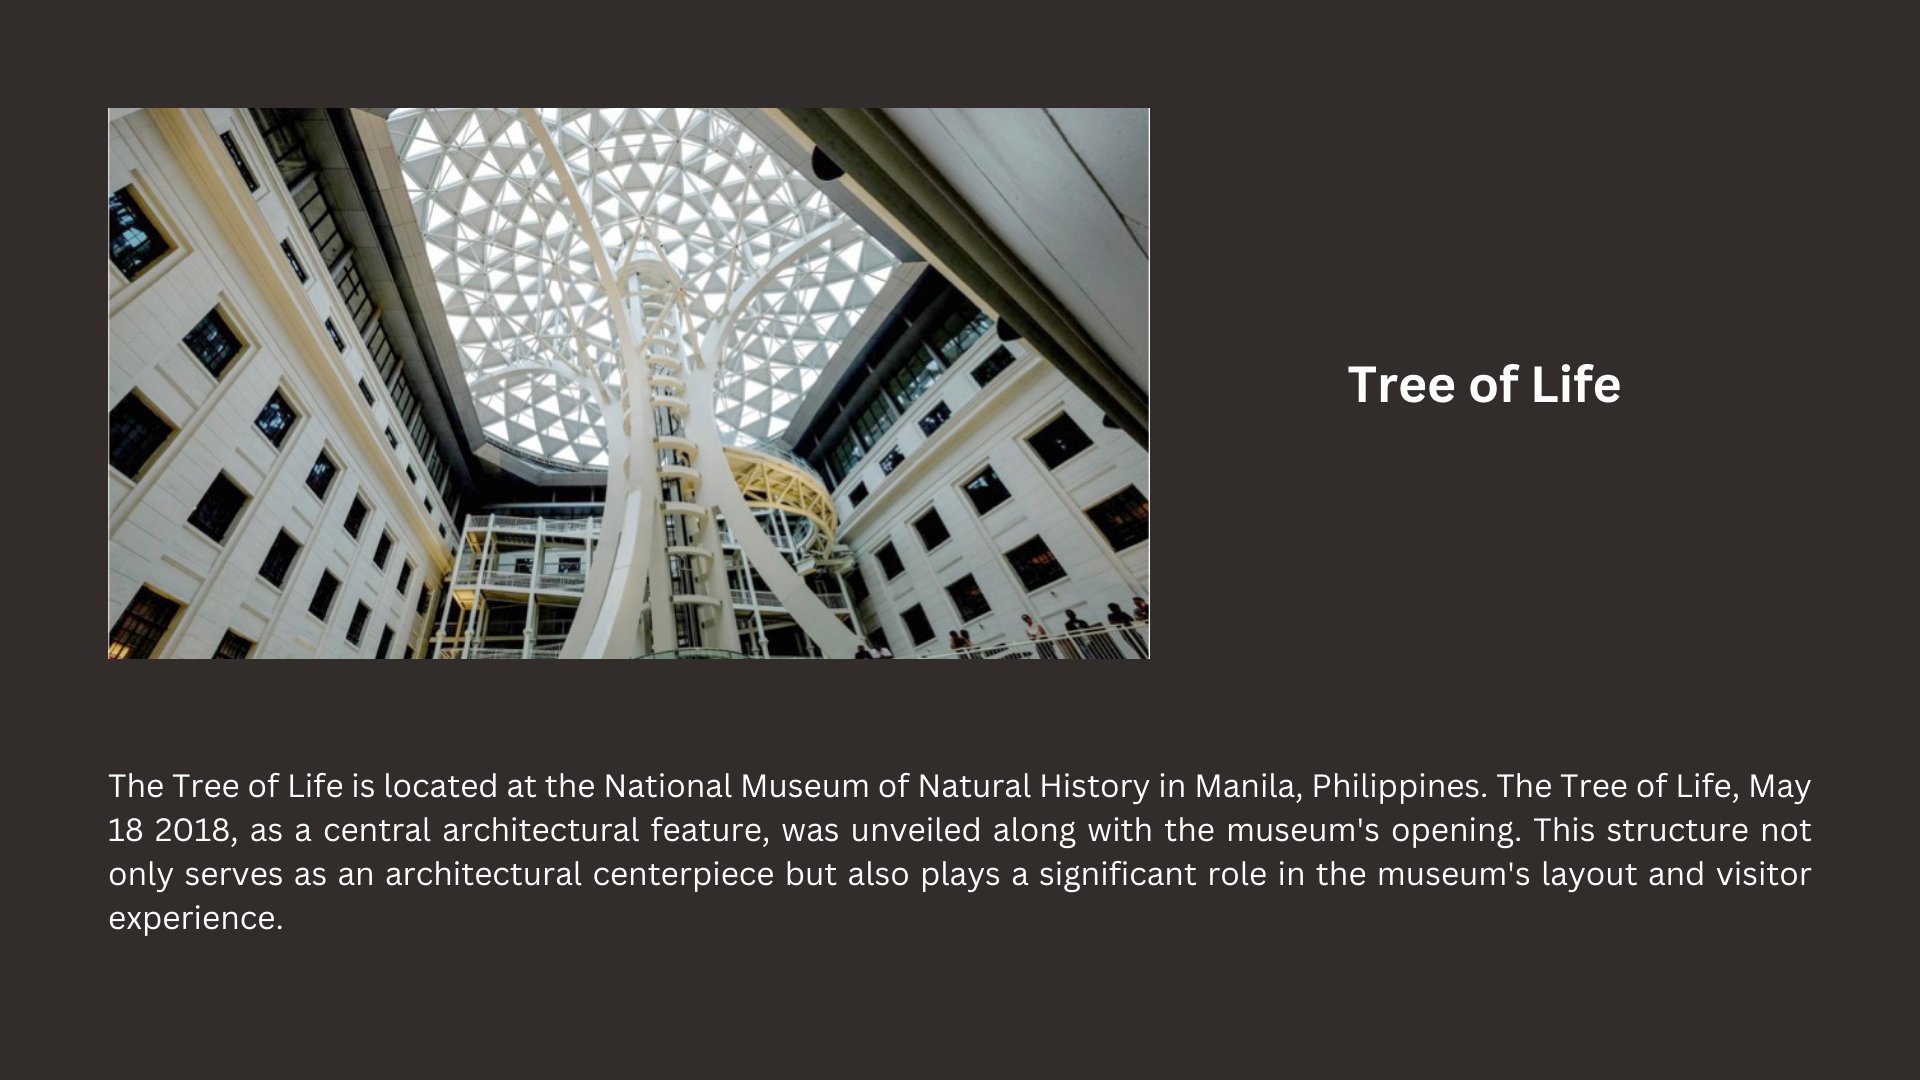 Tree of Life
The Tree of Life is located at the National Museum of Natural History in Manila, Philippines. The Tree of Life, May
18 2018, as a central architectural feature, was unveiled along with the museum's opening. This structure not
only serves as an architectural centerpiece but also plays a significant role in the museum's layout and visitor
experience.